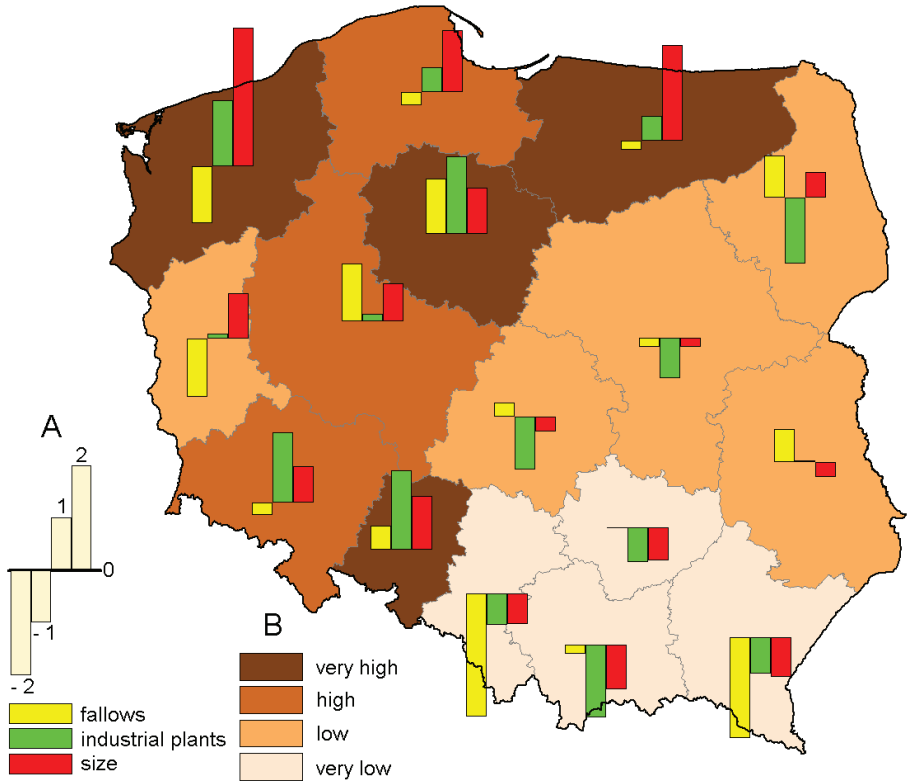 A
2
1
0
- 1
- 2
fallows
industrial plants
size
B
very high
high
low
very low